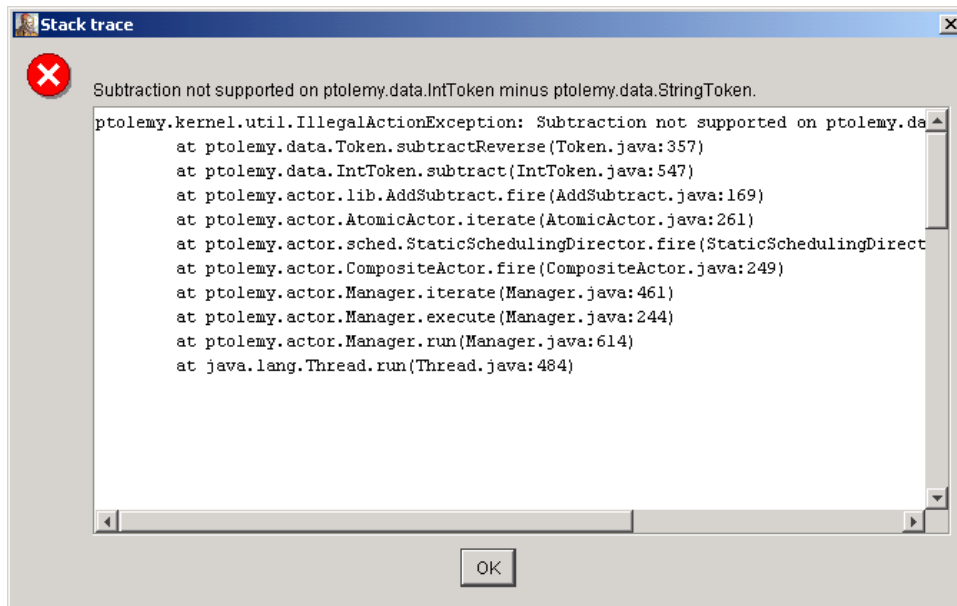 Stack trace
Subtraction not supported on ptolemy.data.IntToken minus ptolemy.data.StringToken.
ptolemy.kernel.util.IllegalActionException: Subtraction not supported on ptolemy.da
at ptolemy.data.Token.subtractReverse(Token.java:357)
at ptolemy.data.IntToken.subtract(IntToken.java:547)
at ptolemy.actor.lib.AddSubtract.fire(AddSubtract.java:169)
at ptolemy.actor.AtomicActor.iterate(AtomicActor.java:261)
at ptolemy.actor.sched.StaticSchedulingDirector.fire(StaticSchedulingDirect
at ptolemy.actor.CompositeActor.fire(CompositeActor.java:249)
at ptolemy.actor.Manager.iterate(Manager.java:461)
at ptolemy.actor.Manager.execute(Manager.java:244)
at ptolemy.actor.Manager.run(Manager.java:614)
at java.lang.Thread.run(Thread.java:484)
OK